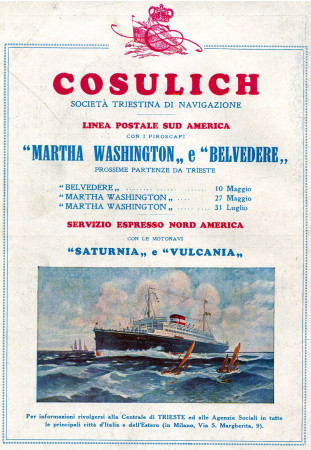 COSULICH
SOCIETÀ TRIESTINA DI NAVIGAZIONE
LINEA POSTALE SUD AMERICA
CON I PIROSCAFI
“MARTHA WASHINGTON„ e “BELVEDERE„
PROSSIME PARTENZE DA TRIESTE
“BELVEDERE„ ........ 10 Maggio
“MARTHA WASHINGTON„ .... 27 Maggio
“MARTHA WASHINGTON„ .... 31 Luglio
SERVIZIO ESPRESSO NORD AMERICA
CON LE MOTONAVI
“SATURNIA„ e “VULCANIA„
Per informazioni rivolgersi alla Centrale di TRIESTE ed alle Agenzie Sociali in tutte
le principali città d'Italia e dell'Estero (in Milano, Via S. Margherita, 9).